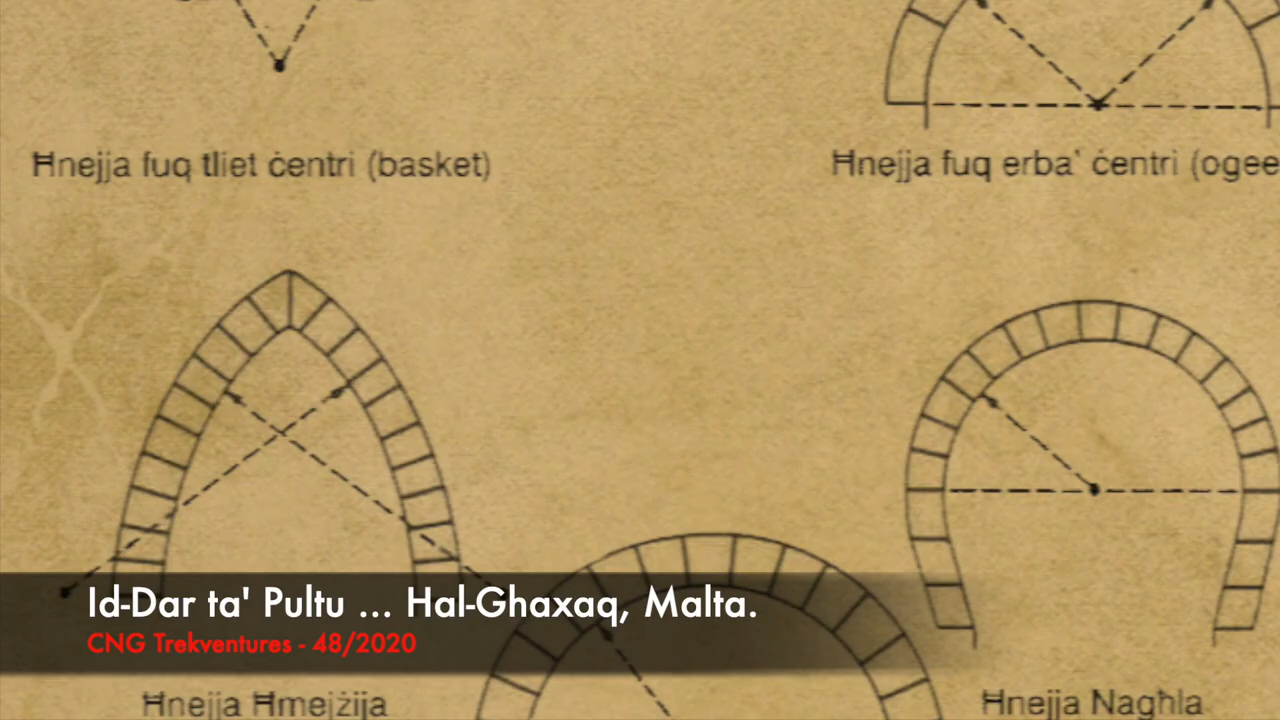 Ħnejja fuq tliet ċentri (basket)
Ħnejja fuq erba' ċentri (ogee
Id-Dar ta' Pultu ... Hal-Ghaxaq, Malta.
CNG Trekventures - 48/2020
Ħnejja Ħmejżija
Ħnejja Nagħla